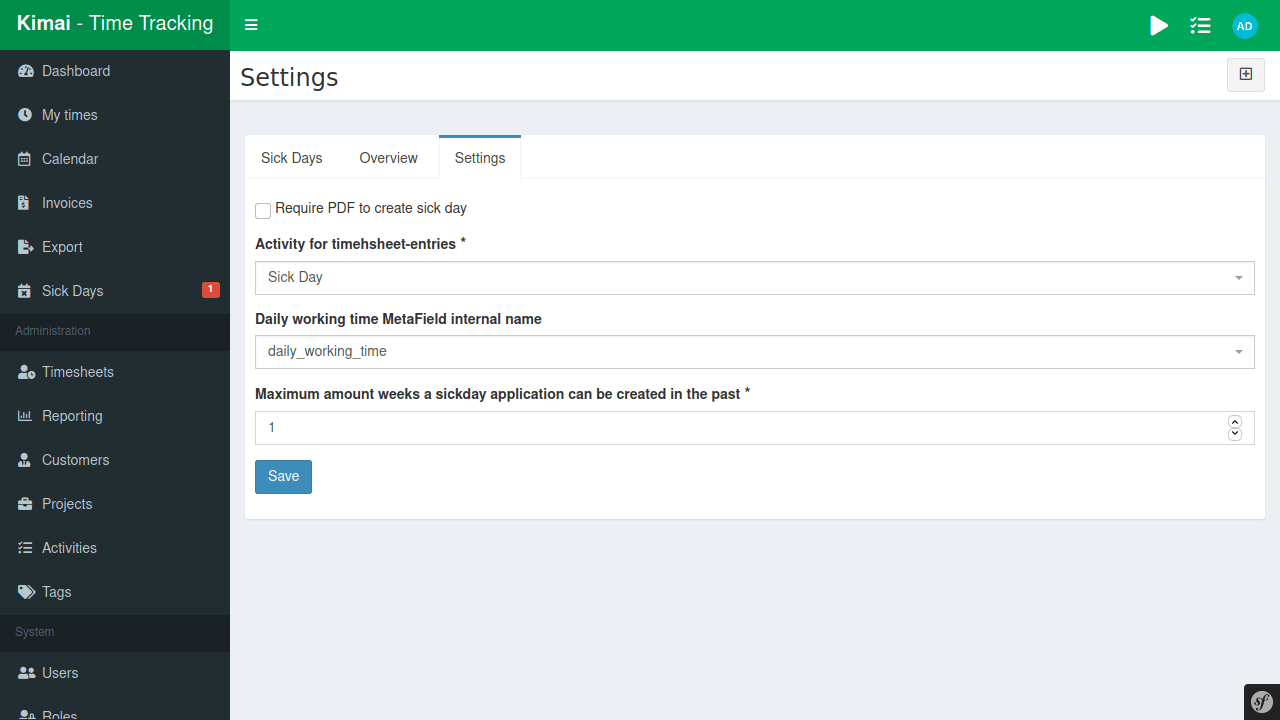 Kimai - Time Tracking
AD
Dashboard
My times
Calendar
Invoices
Export
Sick Days 1
Administration
Timesheets
Reporting
Customers
Projects
Activities
Tags
System
Users
Roles
Settings
Sick Days Overview Settings
Require PDF to create sick day
Activity for timehsheet-entries *
Sick Day
Daily working time MetaField internal name
daily_working_time
Maximum amount weeks a sickday application can be created in the past *
1
Save
sf